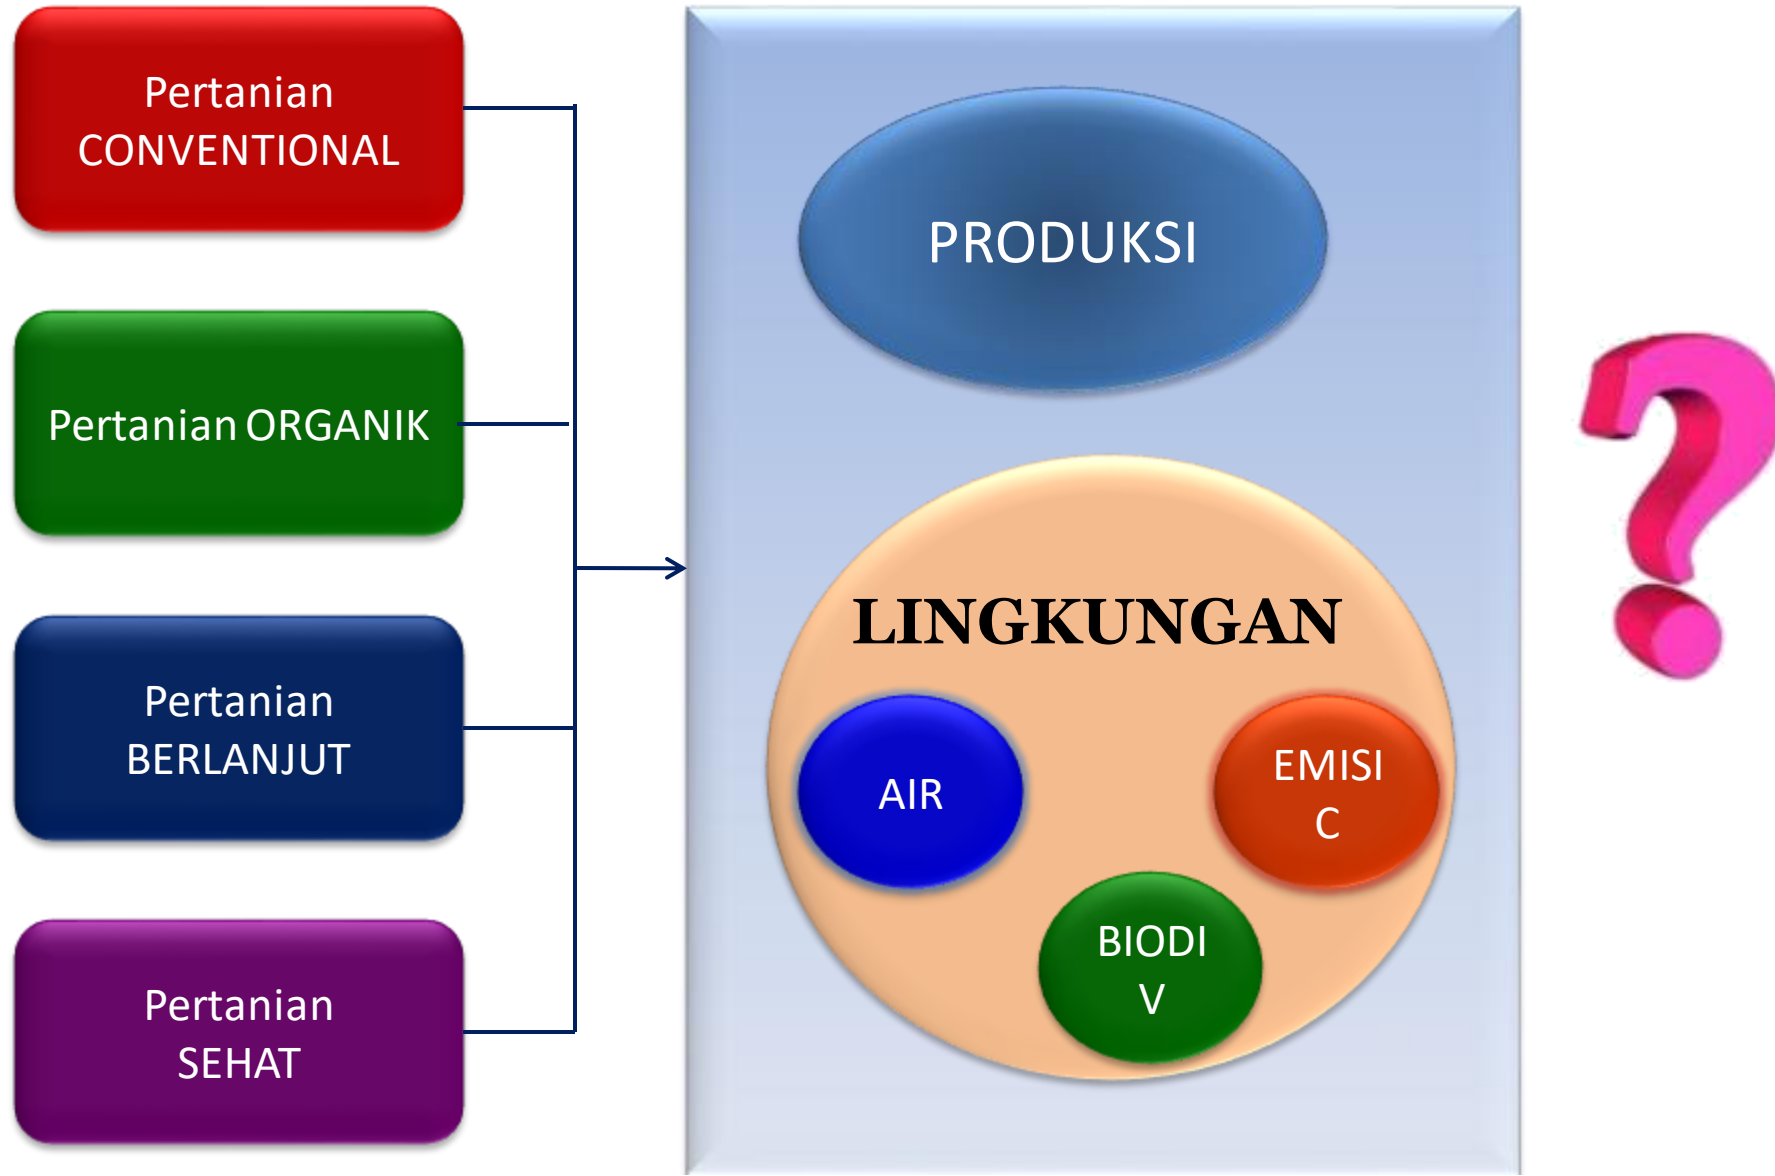 Pertanian
CONVENTIONAL
Pertanian ORGANIK
Pertanian
BERLANJUT
Pertanian
SEHAT
PRODUKSI
LINGKUNGAN
AIR
EMISI
C
BIODI
V
?